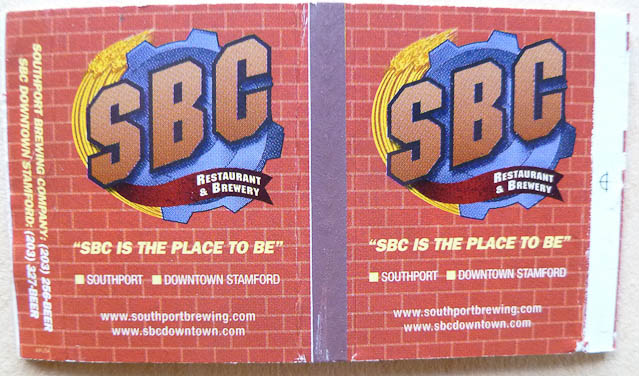 SOUTHPORT BREWING COMPANY: (203) 256-BEER
SBC DOWNTOWN STAMFORD: (203) 327-BEER
SBC
RESTAURANT
& BREWERY
"SBC IS THE PLACE TO BE"
SOUTHPORT DOWNTOWN STAMFORD
www.southportbrewing.com
www.sbcdowntown.com
SBC
RESTAURANT
& BREWERY
"SBC IS THE PLACE TO BE"
SOUTHPORT DOWNTOWN STAMFORD
www.southportbrewing.com
www.sbcdowntown.com